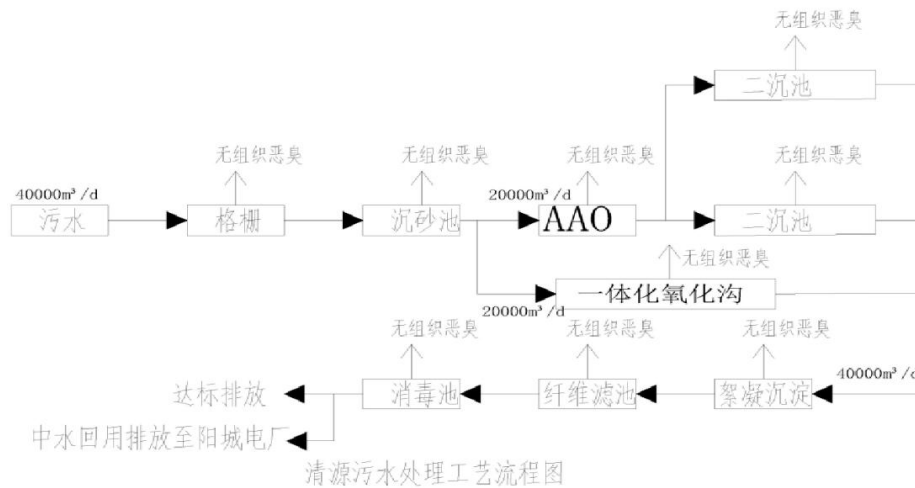 无组织恶臭
二沉池
无组织恶臭
无组织恶臭
无组织恶臭
无组织恶臭
40000m³/d
20000m³/d
污水
格栅
沉砂池
AAO
二沉池
无组织恶臭
一体化氧化沟
20000m³/d
无组织恶臭
无组织恶臭
无组织恶臭
40000m³/d
达标排放
消毒池
纤维滤池
絮凝沉淀
中水回用排放至阳城电厂
清源污水处理工艺流程图